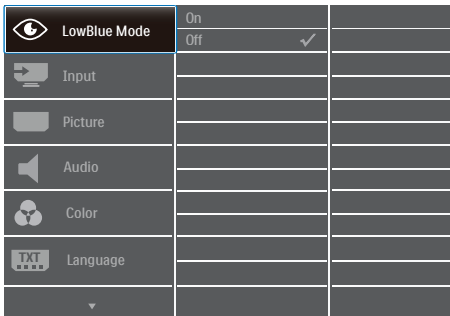 LowBlue Mode
On
Off
Input
Picture
Audio
Color
TXT
Language